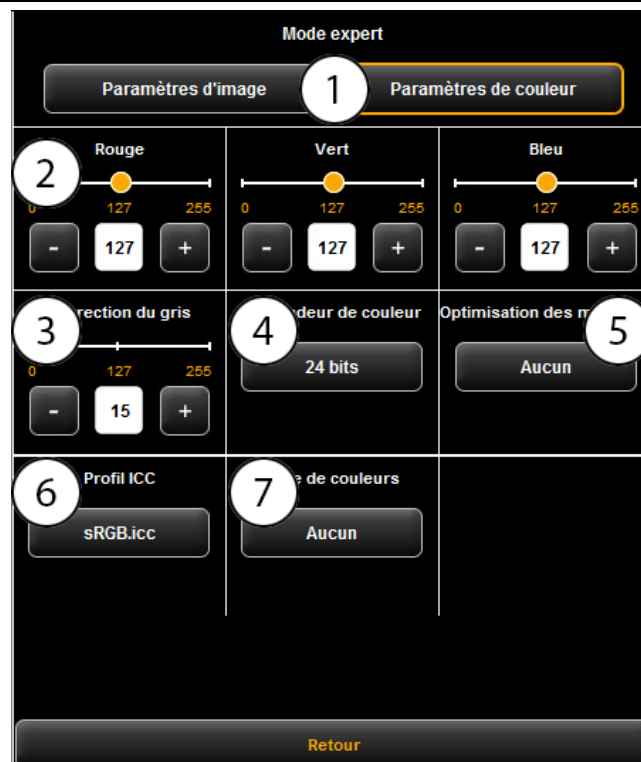 Mode expert
Paramètres d'image
1
Paramètres de couleur
2
Rouge
Vert
Bleu
0 127 255
0 127 255
0 127 255
- 127 +
- 127 +
- 127 +
3
rection du gris
4
ndeur de couleur
Optimisation des m
5
0 127 255
- 15 +
24 bits
Aucun
6
Profil ICC
7
de couleurs
sRGB.icc
Aucun
Retour